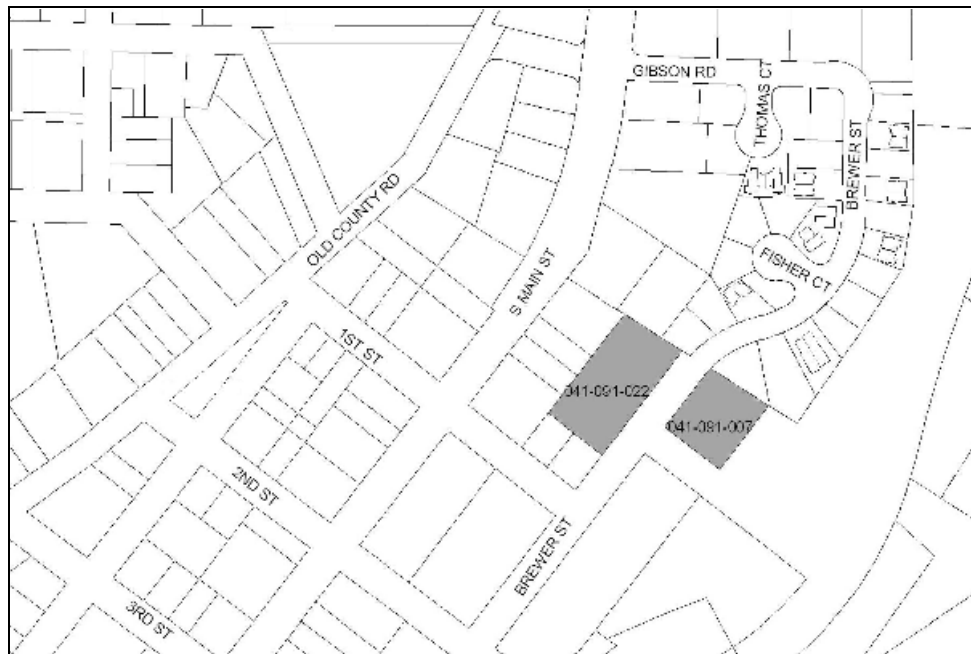 GIBSON RD
THOMAS CT
BREWER ST
OLD COUNTY RD
FISHER CT
S MAIN ST
1ST ST
041-091-022
041-091-007
2ND ST
BREWER ST
3RD ST